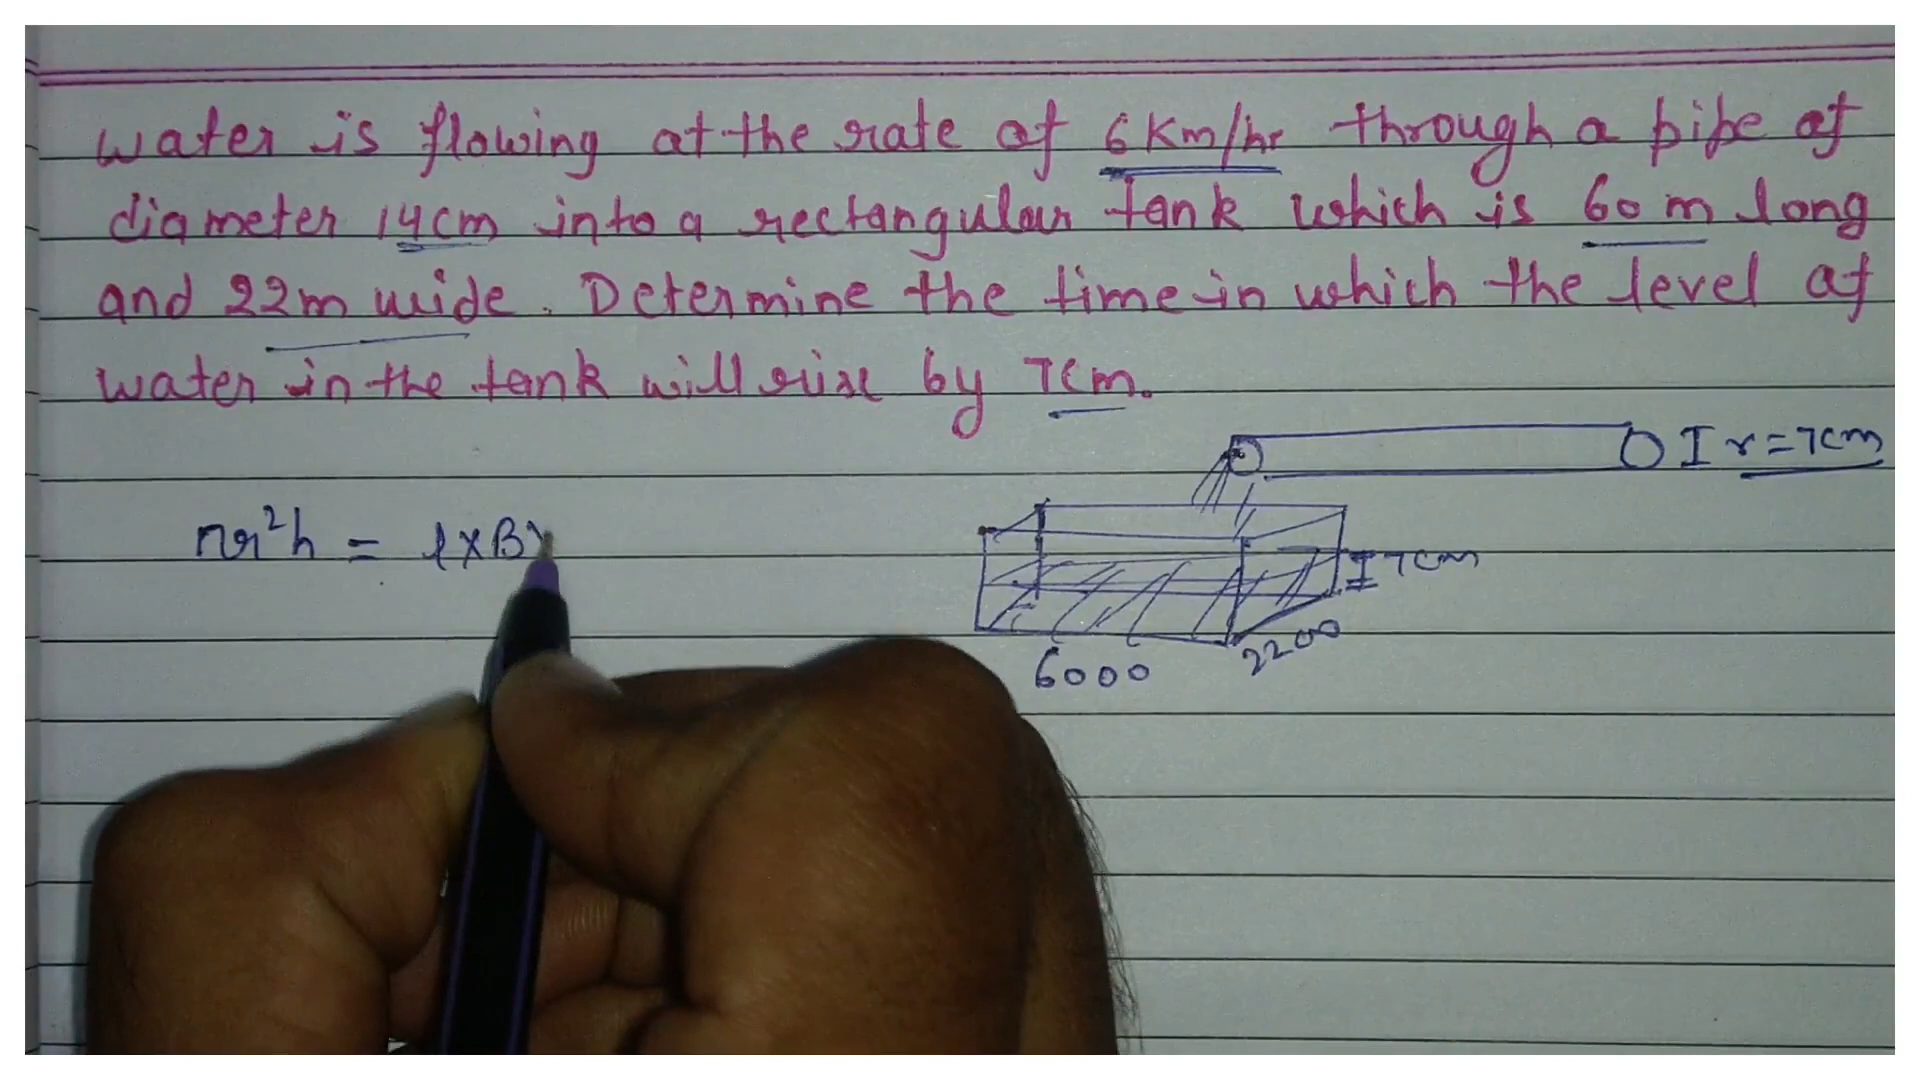 water is flowing at the rate of 6 Km/hr through a pipe of
diameter 14cm into a rectangular tank which is 60 m long
and 22m wide. Determine the time in which the level of
water in the tank will rise by 7cm.
r=7cm
πr²h = l×B×
7cm
2200
6000